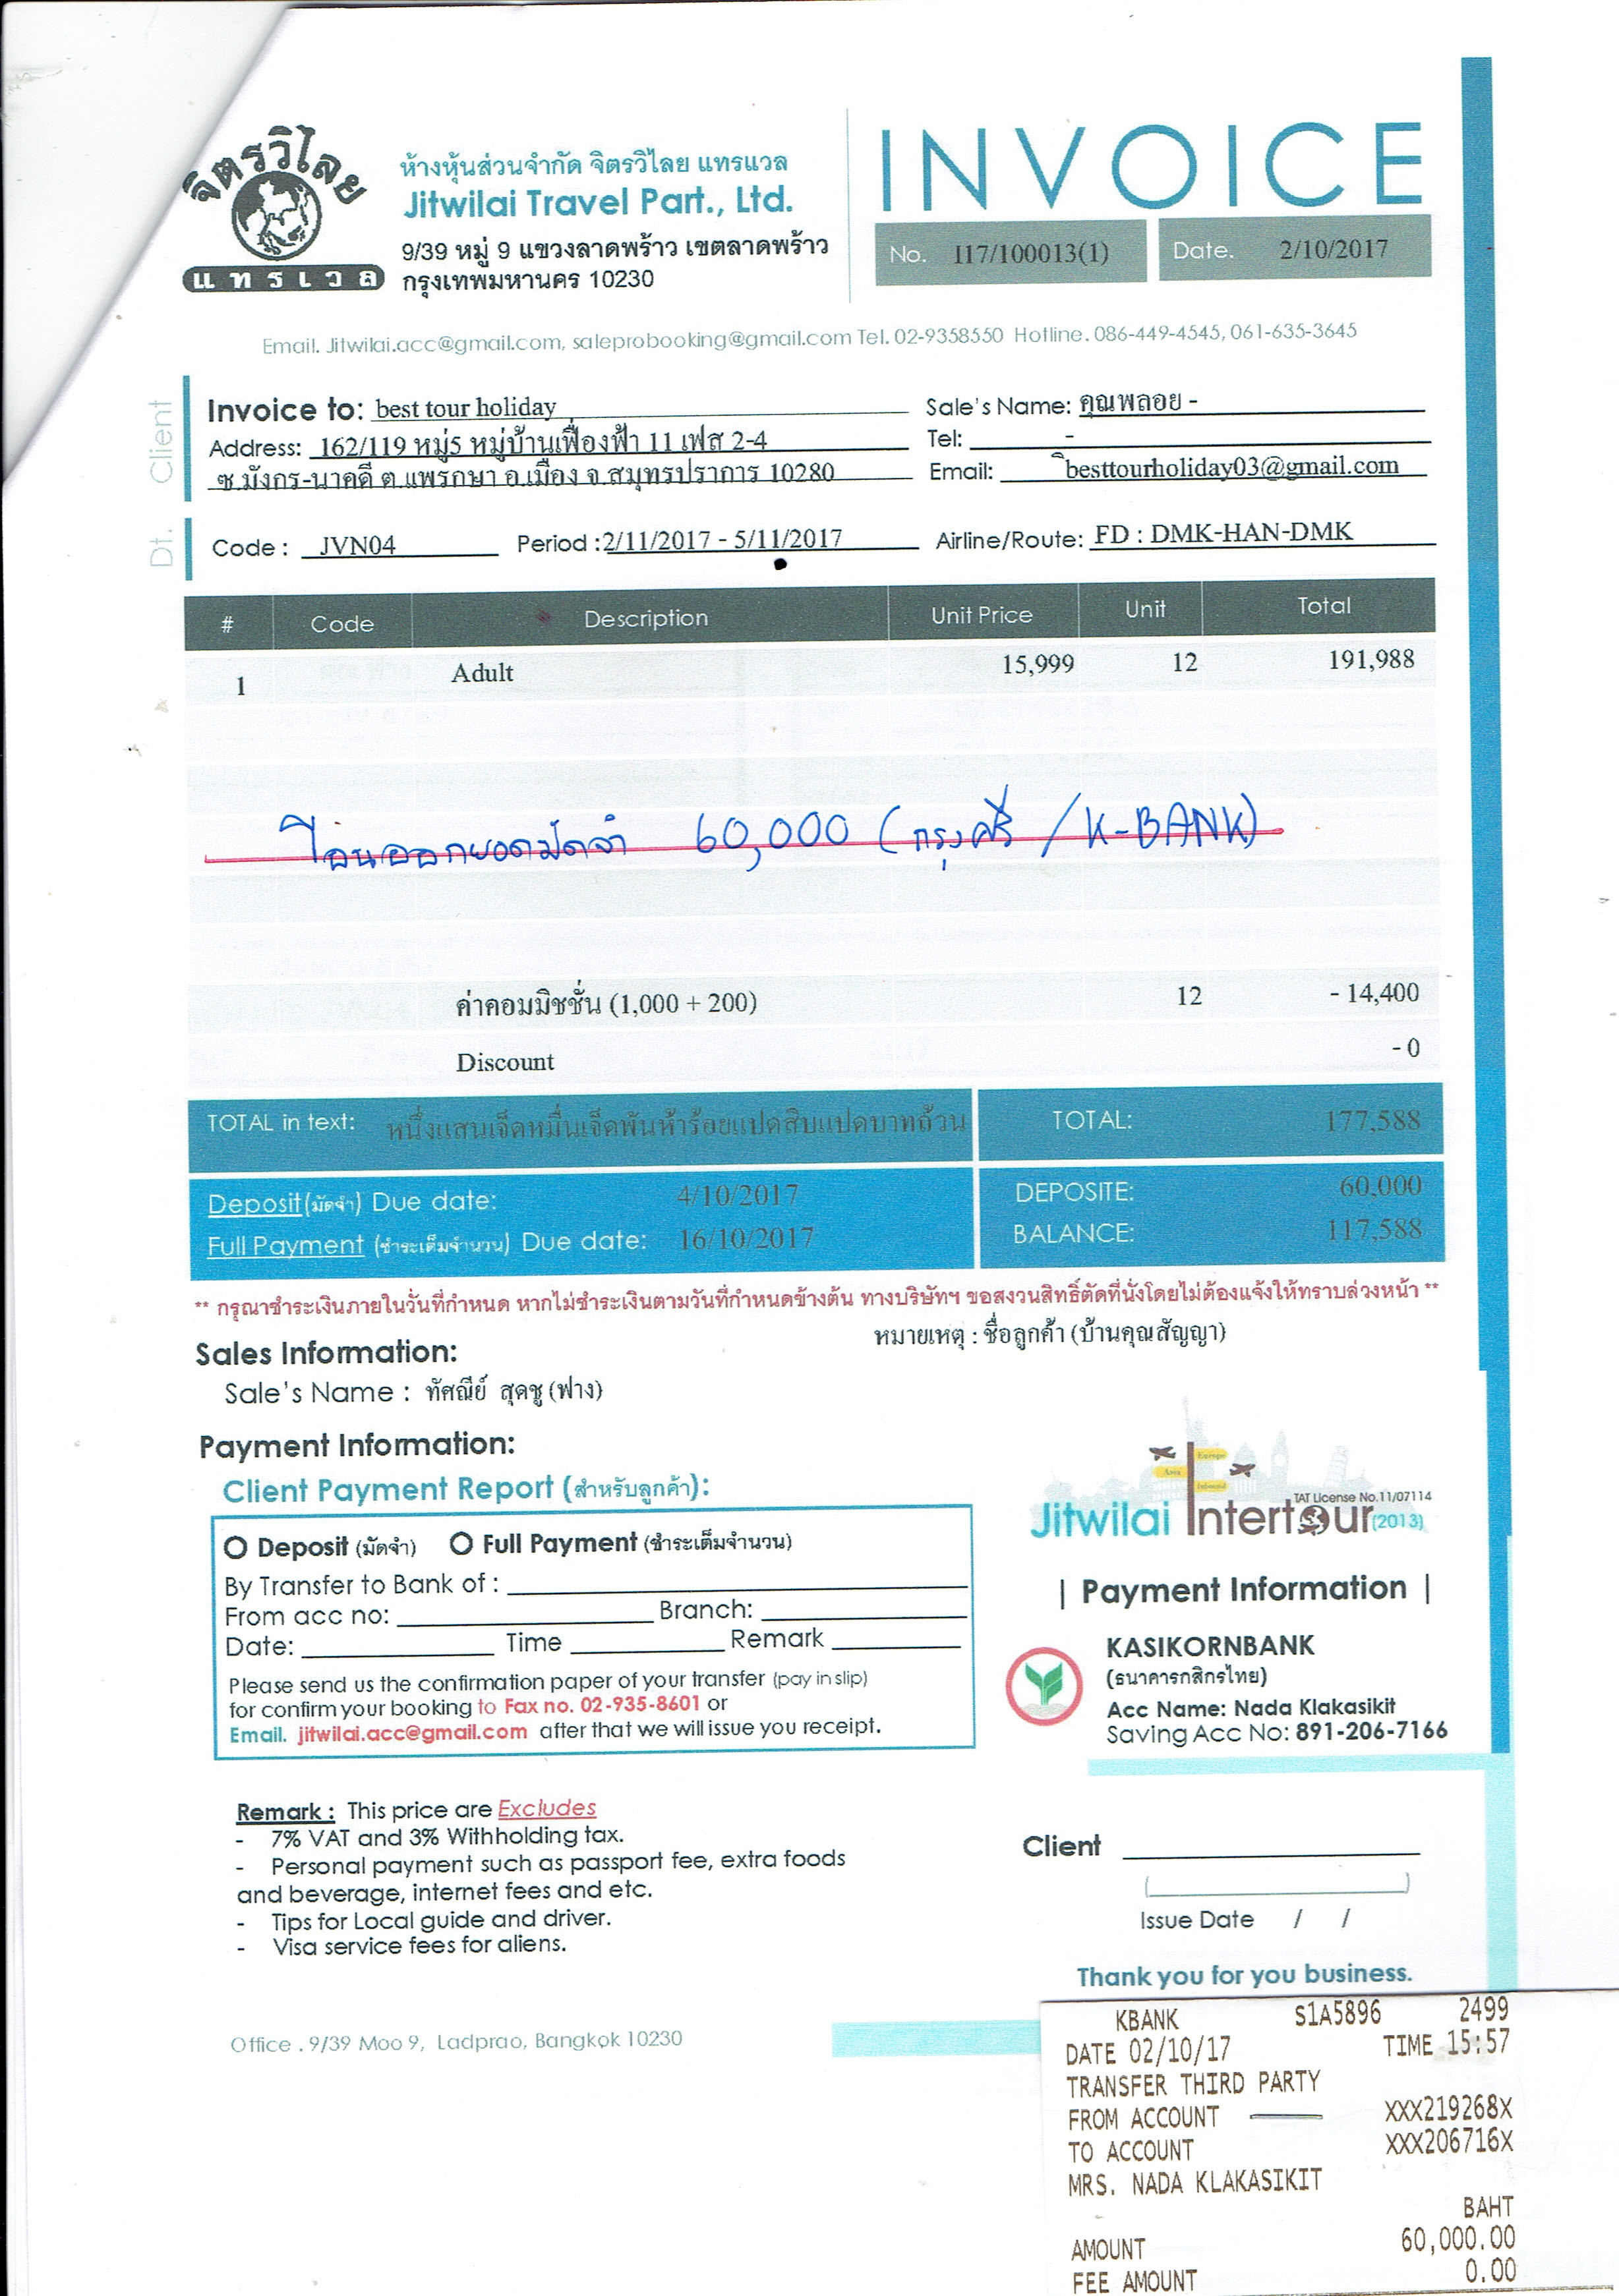 จิตรวิไลย
แทรเวล
ห้างหุ้นส่วนจำกัด จิตรวิไลย แทรแวล
Jitwilai Travel Part., Ltd.
9/39 หมู่ 9 แขวงลาดพร้าว เขตลาดพร้าว
กรุงเทพมหานคร 10230
INVOICE
No. I17/100013(1) Date. 2/10/2017
Email. Jitwilai.acc@gmail.com, saleprobooking@gmail.com Tel. 02-9358550 Hotline. 086-449-4545, 061-635-3645
Client
Invoice to: best tour holiday Sale's Name: คุณพลอย -
Address: 162/119 หมู่5 หมู่บ้านเฟื่องฟ้า 11 เฟส 2-4 Tel: -
ซ.มังกร-นาคดี ต.แพรกษา อ.เมือง จ.สมุทรปราการ 10280 Email: besttourholiday03@gmail.com
Dt.
Code : JVN04 Period :2/11/2017 - 5/11/2017 Airline/Route: FD : DMK-HAN-DMK
# Code Description Unit Price Unit Total
1 Adult 15,999 12 191,988
โอนออกยอดมัดจำ 60,000 (กรุงศรี / K-BANK)
ค่าคอมมิชชั่น (1,000 + 200) 12 - 14,400
Discount - 0
TOTAL in text: หนึ่งแสนเจ็ดหมื่นเจ็ดพันห้าร้อยแปดสิบแปดบาทถ้วน TOTAL: 177,588
Deposit(มัดจำ) Due date: 4/10/2017 DEPOSITE: 60,000
Full Payment (ชำระเต็มจำนวน) Due date: 16/10/2017 BALANCE: 117,588
** กรุณาชำระเงินภายในวันที่กำหนด หากไม่ชำระเงินตามวันที่กำหนดข้างต้น ทางบริษัทฯ ขอสงวนสิทธิ์ตัดที่นั่งโดยไม่ต้องแจ้งให้ทราบล่วงหน้า **
หมายเหตุ : ชื่อลูกค้า (บ้านคุณสัญญา)
Sales Information:
Sale's Name : ทัศณีย์ สุดชู (ฟาง)
Payment Information:
Client Payment Report (สำหรับลูกค้า):
Deposit (มัดจำ) Full Payment (ชำระเต็มจำนวน)
By Transfer to Bank of :
From acc no: Branch:
Date: Time Remark
Please send us the confirmation paper of your transfer (pay in slip)
for confirm your booking to Fax no. 02-935-8601 or
Email. jitwilai.acc@gmail.com after that we will issue you receipt.
Europe
Asia
Jitwilai Intertour (2013)
TAT License No.11/07114
| Payment Information |
KASIKORNBANK
(ธนาคารกสิกรไทย)
Acc Name: Nada Klakasikit
Saving Acc No: 891-206-7166
Remark : This price are Excludes
- 7% VAT and 3% Withholding tax.
- Personal payment such as passport fee, extra foods
and beverage, internet fees and etc.
- Tips for Local guide and driver.
- Visa service fees for aliens.
Client
( )
Issue Date / /
Thank you for you business.
Office . 9/39 Moo 9, Ladprao, Bangkok 10230
KBANK S1A5896 2499
DATE 02/10/17 TIME 15:57
TRANSFER THIRD PARTY
FROM ACCOUNT XXX219268X
TO ACCOUNT XXX206716X
MRS. NADA KLAKASIKIT
BAHT
AMOUNT 60,000.00
FEE AMOUNT 0.00